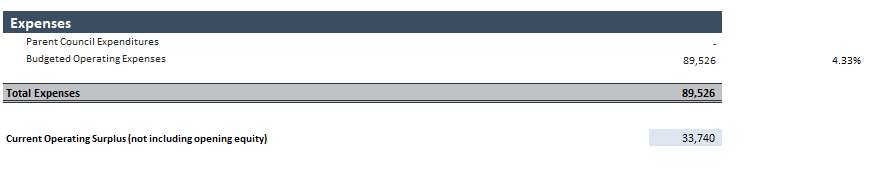 Expenses
Parent Council Expenditures -
Budgeted Operating Expenses 89,526 4.33%
Total Expenses 89,526
Current Operating Surplus (not including opening equity) 33,740